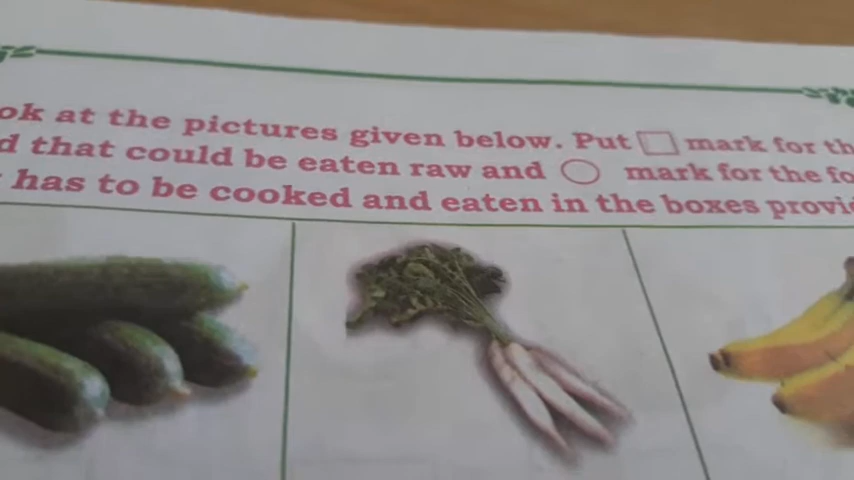 ok at the pictures given below. Put mark for th
d that could be eaten raw and mark for the fo
has to be cooked and eaten in the boxes provi